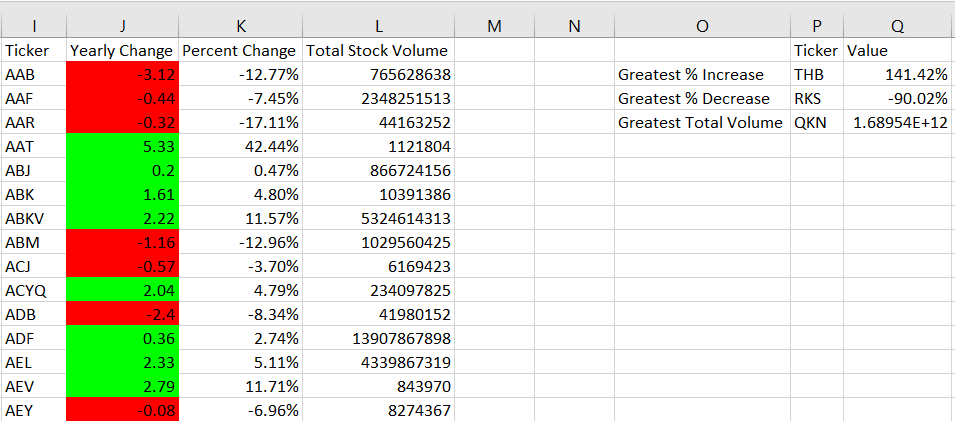 I J K L M N O P Q
Ticker Yearly Change Percent Change Total Stock Volume Ticker Value
AAB -3.12 -12.77% 765628638 Greatest % Increase THB 141.42%
AAF -0.44 -7.45% 2348251513 Greatest % Decrease RKS -90.02%
AAR -0.32 -17.11% 44163252 Greatest Total Volume QKN 1.68954E+12
AAT 5.33 42.44% 1121804
ABJ 0.2 0.47% 866724156
ABK 1.61 4.80% 10391386
ABKV 2.22 11.57% 5324614313
ABM -1.16 -12.96% 1029560425
ACJ -0.57 -3.70% 6169423
ACYQ 2.04 4.79% 234097825
ADB -2.4 -8.34% 41980152
ADF 0.36 2.74% 13907867898
AEL 2.33 5.11% 4339867319
AEV 2.79 11.71% 843970
AEY -0.08 -6.96% 8274367